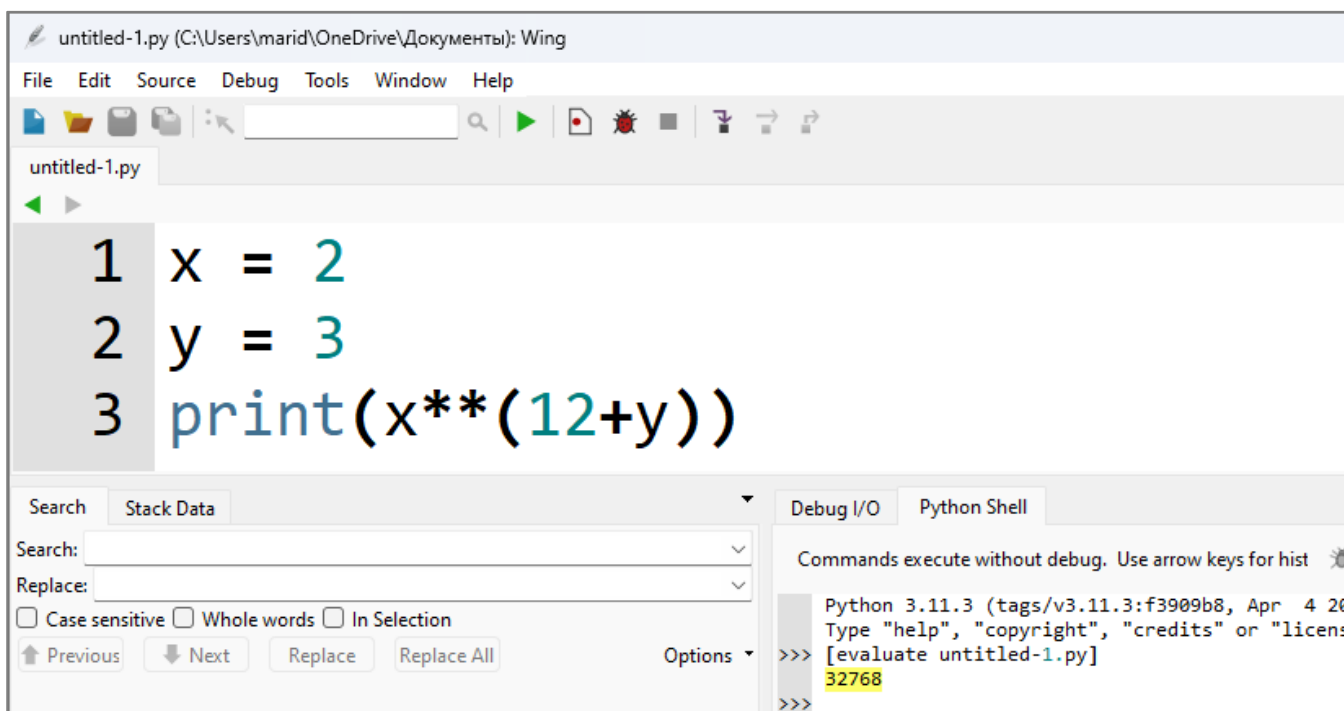 untitled-1.py (C:\Users\marid\OneDrive\Документы): Wing
File Edit Source Debug Tools Window Help
untitled-1.py
1 x = 2
2 y = 3
3 print(x**(12+y))
Search Stack Data
Search:
Replace:
Case sensitive Whole words In Selection
Previous Next Replace Replace All Options
Debug I/O Python Shell
Commands execute without debug. Use arrow keys for hist
Python 3.11.3 (tags/v3.11.3:f3909b8, Apr 4 20
Type "help", "copyright", "credits" or "licens
>>> [evaluate untitled-1.py]
32768
>>>